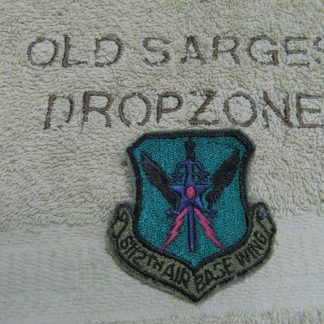 OLD SARGES
DROPZONE
612TH AIR BASE WING